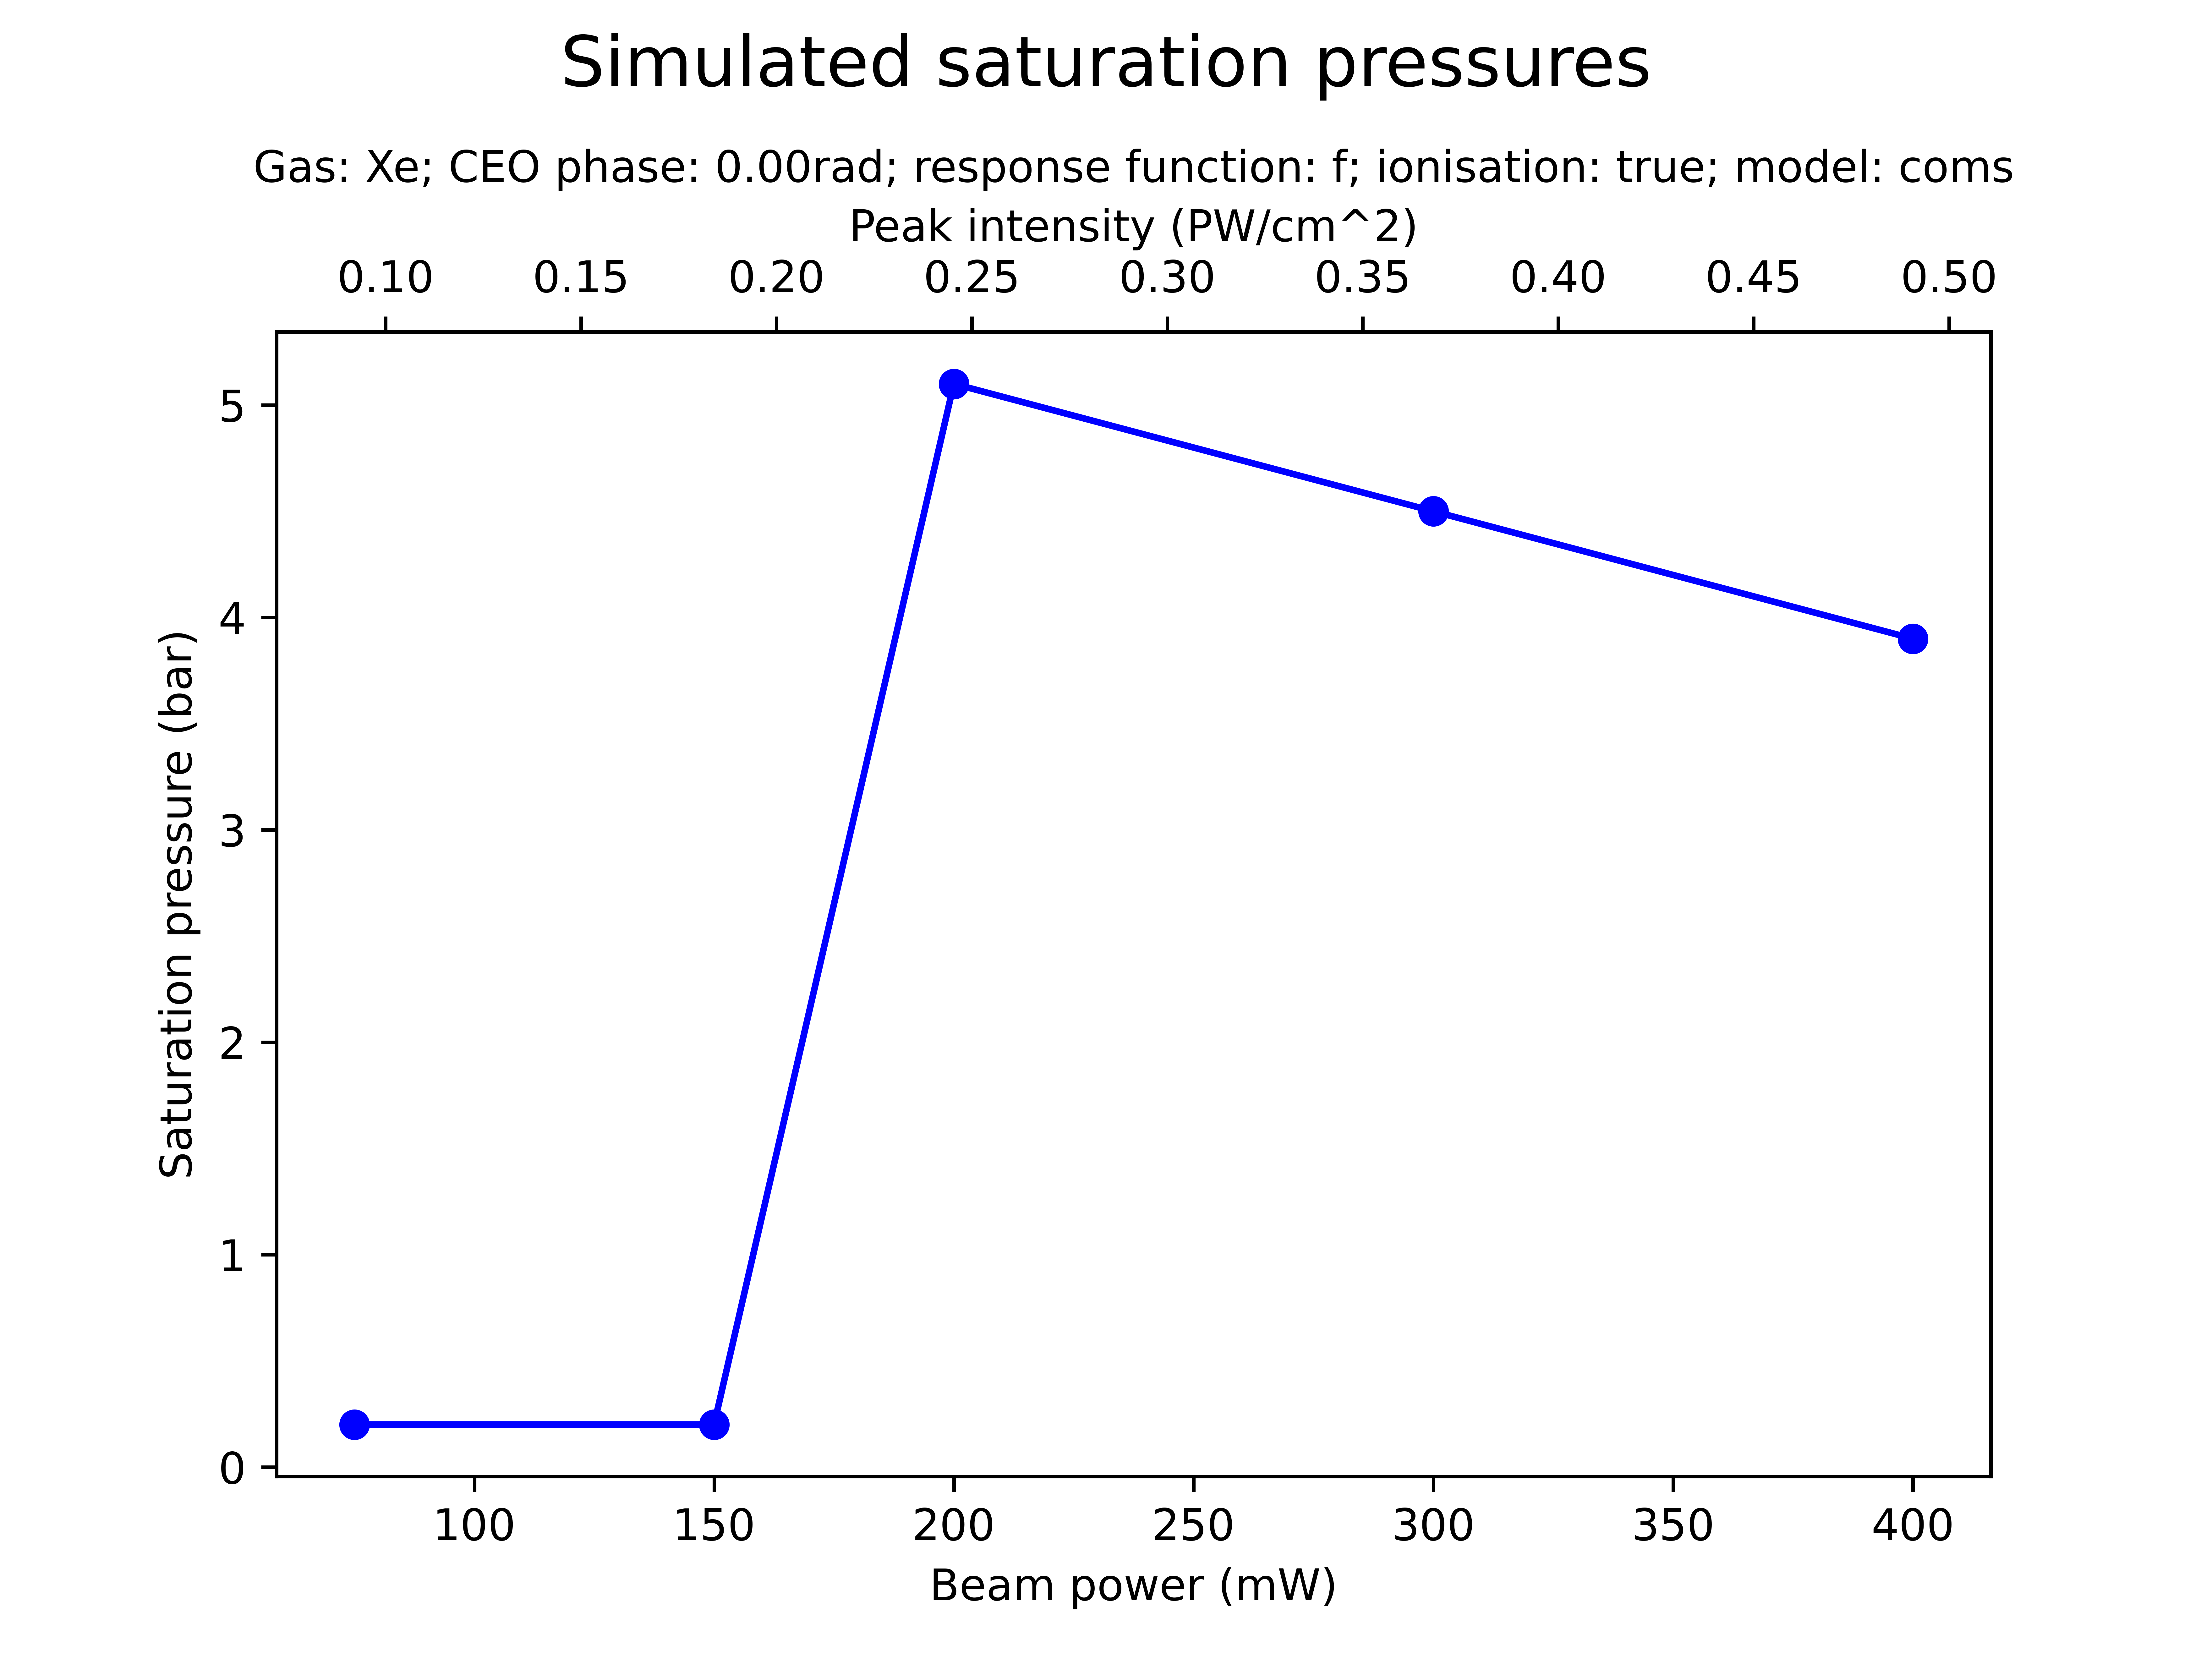 Simulated saturation pressures
Gas: Xe; CEO phase: 0.00rad; response function: f; ionisation: true; model: coms
Peak intensity (PW/cm^2)
0.10 0.15 0.20 0.25 0.30 0.35 0.40 0.45 0.50
Saturation pressure (bar)
5
4
3
2
1
0
100 150 200 250 300 350 400
Beam power (mW)